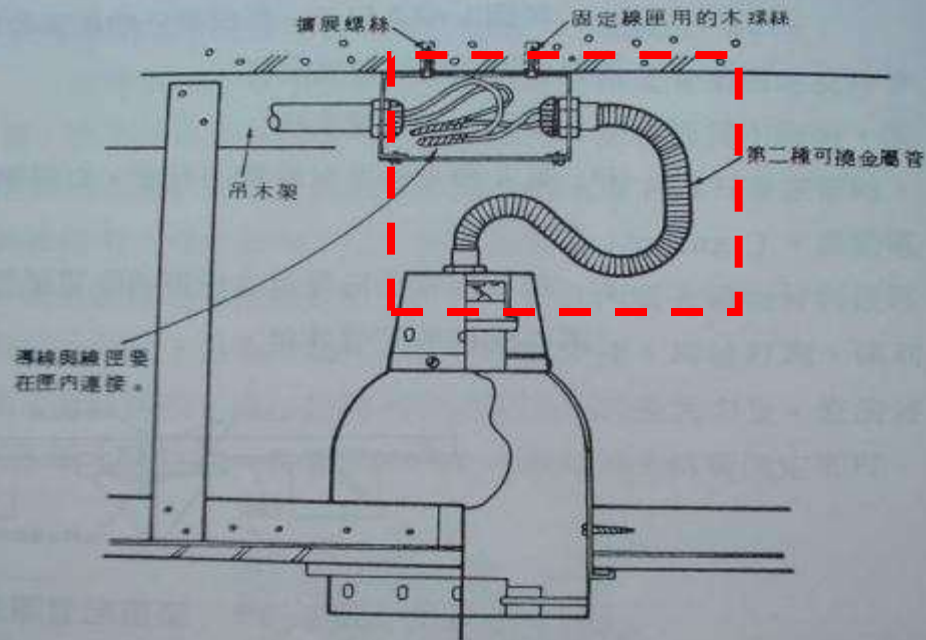 擴展螺絲
固定線匣用的木螺絲
第二種可撓金屬管
吊木架
導線與線匣要
在匣內連接。